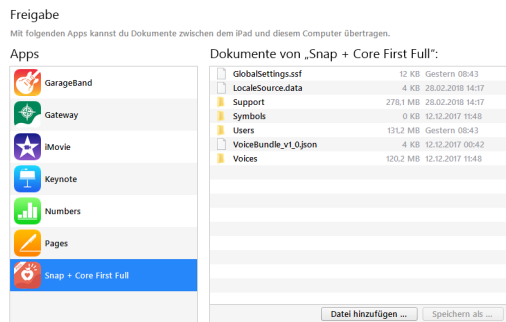 Freigabe
Mit folgenden Apps kannst du Dokumente zwischen dem iPad und diesem Computer übertragen.
Apps
GarageBand
Gateway
iMovie
Keynote
Numbers
Pages
Snap + Core First Full
Dokumente von „Snap + Core First Full“:
GlobalSettings.ssf 12 KB Gestern 08:43
LocaleSource.data 4 KB 28.02.2018 14:17
Support 278,1 MB 28.02.2018 14:17
Symbols 0 KB 12.12.2017 11:48
Users 131,2 MB Gestern 08:43
VoiceBundle_v1_0.json 4 KB 12.12.2017 00:42
Voices 120,2 MB 12.12.2017 11:48
Datei hinzufügen ...
Speichern als ...